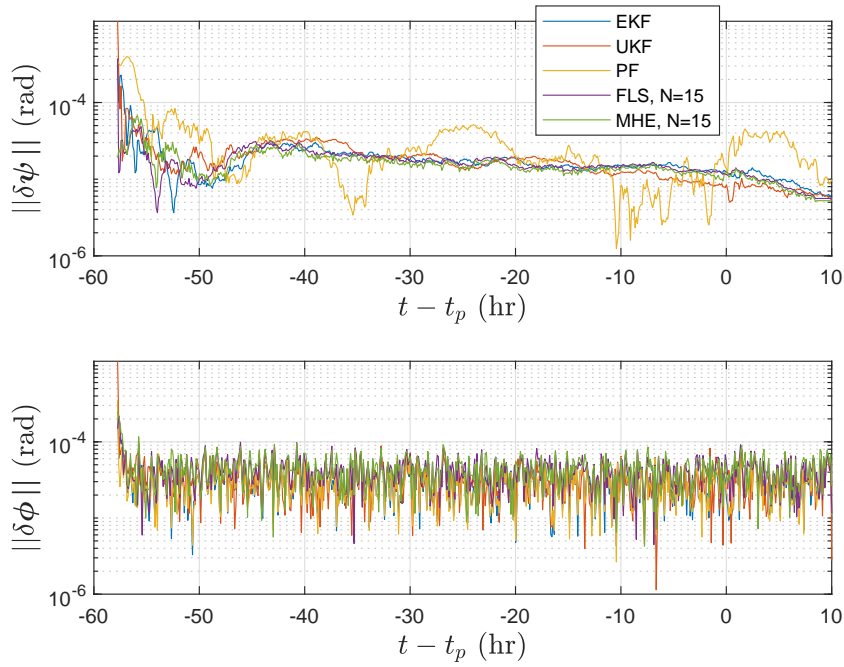 EKF
UKF
PF
FLS, N=15
MHE, N=15
||δψ|| (rad)
10^-4
10^-6
-60 -50 -40 -30 -20 -10 0 10
t − t_p (hr)
||δϕ|| (rad)
10^-4
10^-6
-60 -50 -40 -30 -20 -10 0 10
t − t_p (hr)